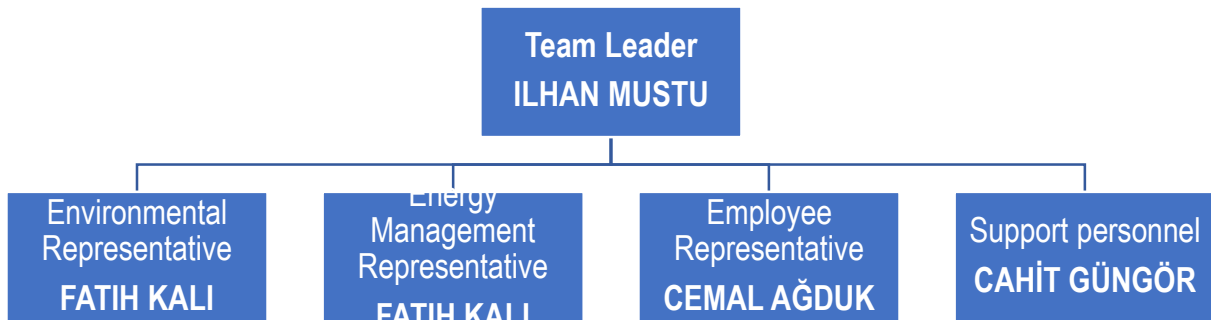 Team Leader
ILHAN MUSTU
Environmental
Representative
FATIH KALI
Energy
Management
Representative
FATIH KALI
Employee
Representative
CEMAL AĞDUK
Support personnel
CAHİT GÜNGÖR